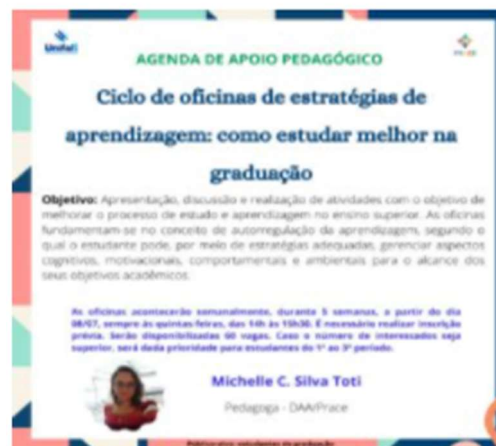 Unifal
PRACE
AGENDA DE APOIO PEDAGÓGICO
Ciclo de oficinas de estratégias de
aprendizagem: como estudar melhor na
graduação
Objetivo: Apresentação, discussão e realização de atividades com o objetivo de
melhorar o processo de estudo e aprendizagem no ensino superior. As oficinas
fundamentam-se no conceito de autorregulação da aprendizagem, segundo o
qual o estudante pode, por meio de estratégias adequadas, gerenciar aspectos
cognitivos, motivacionais, comportamentais e ambientais para o alcance dos
seus objetivos acadêmicos.
As oficinas acontecerão semanalmente, durante 5 semanas, a partir do dia
08/07, sempre às quintas-feiras, das 14h às 15h30. É necessário realizar inscrição
prévia. Serão disponibilizadas 60 vagas. Caso o número de interessados seja
superior, será dada prioridade para estudantes do 1º ao 3º período.
Michelle C. Silva Toti
Pedagoga - DAA/Prace
Público-alvo: estudantes da graduação